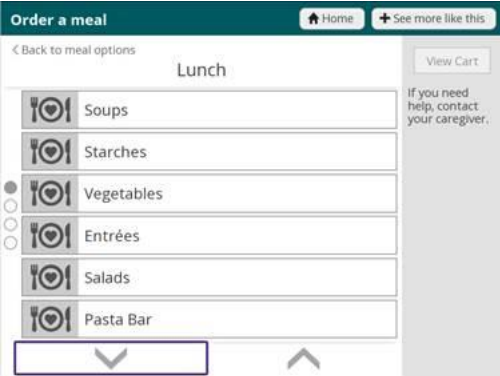 Order a meal
Home
See more like this
Back to meal options
View Cart
Lunch
If you need
help, contact
your caregiver.
Soups
Starches
Vegetables
Entrées
Salads
Pasta Bar